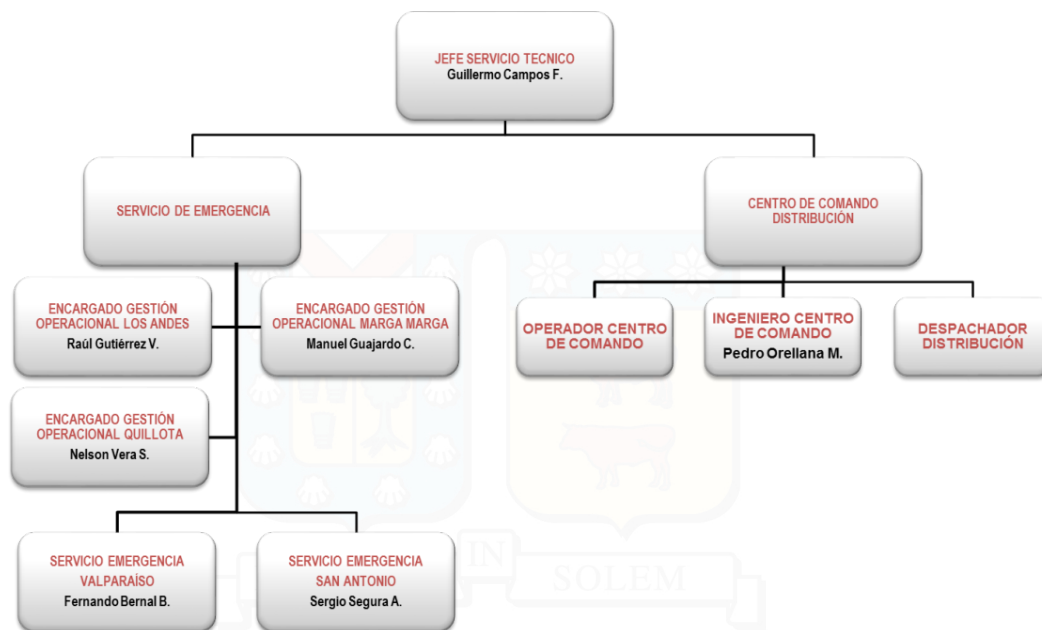 JEFE SERVICIO TECNICO
Guillermo Campos F.
SERVICIO DE EMERGENCIA
CENTRO DE COMANDO
DISTRIBUCIÓN
ENCARGADO GESTIÓN
OPERACIONAL LOS ANDES
Raúl Gutiérrez V.
ENCARGADO GESTIÓN
OPERACIONAL MARGA MARGA
Manuel Guajardo C.
OPERADOR CENTRO
DE COMANDO
INGENIERO CENTRO
DE COMANDO
Pedro Orellana M.
DESPACHADOR
DISTRIBUCIÓN
ENCARGADO GESTIÓN
OPERACIONAL QUILLOTA
Nelson Vera S.
SERVICIO EMERGENCIA
VALPARAÍSO
Fernando Bernal B.
SERVICIO EMERGENCIA
SAN ANTONIO
Sergio Segura A.
IN
SOLEM